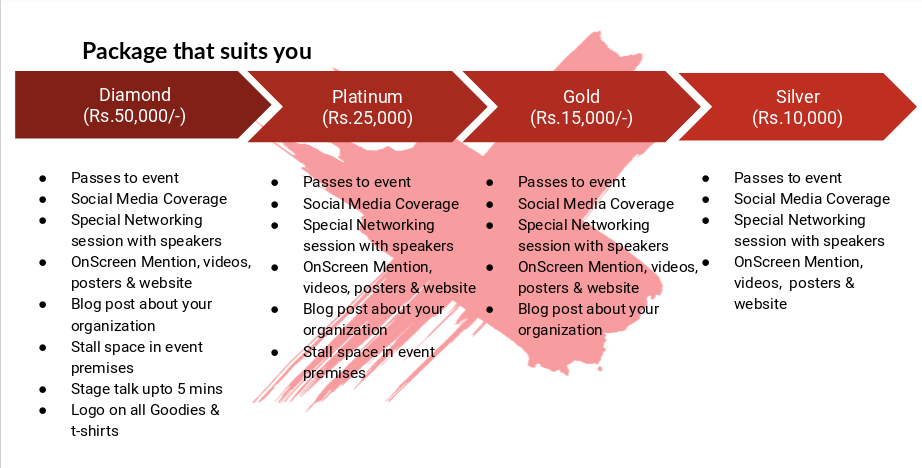 Package that suits you
Diamond
(Rs.50,000/-)
Platinum
(Rs.25,000)
Gold
(Rs.15,000/-)
Silver
(Rs.10,000)
● Passes to event
● Social Media Coverage
● Special Networking
session with speakers
● OnScreen Mention, videos,
posters & website
● Blog post about your
organization
● Stall space in event
premises
● Stage talk upto 5 mins
● Logo on all Goodies &
t-shirts
● Passes to event
● Social Media Coverage
● Special Networking
session with speakers
● OnScreen Mention,
videos, posters & website
● Blog post about your
organization
● Stall space in event
premises
● Passes to event
● Social Media Coverage
● Special Networking
session with speakers
● OnScreen Mention, videos,
posters & website
● Blog post about your
organization
● Passes to event
● Social Media Coverage
● Special Networking
session with speakers
● OnScreen Mention,
videos, posters &
website